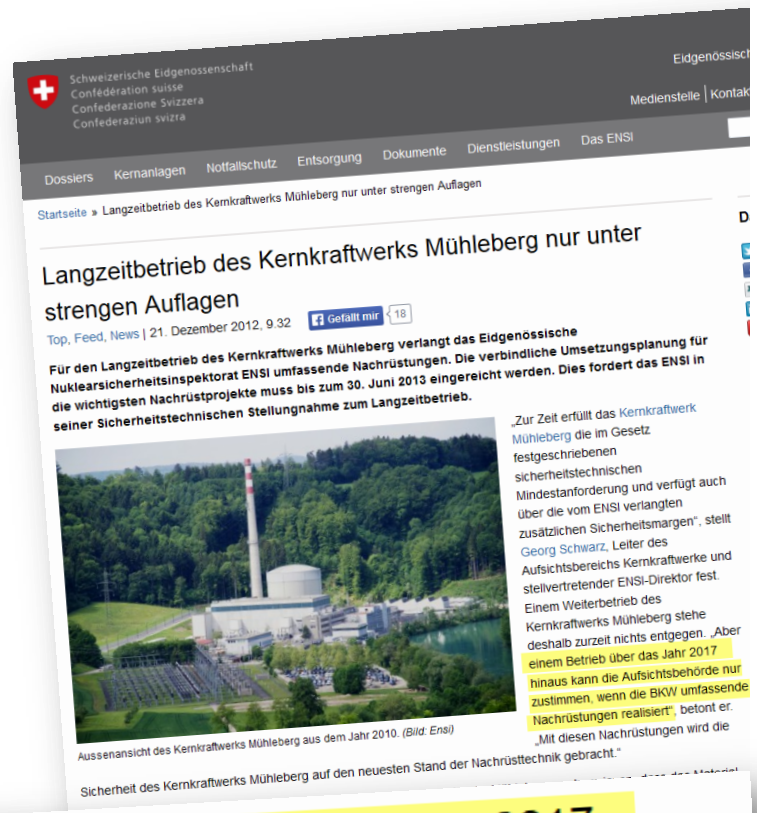 Schweizerische Eidgenossenschaft
Confédération suisse
Confederazione Svizzera
Confederaziun svizra
Medienstelle | Kontak
Dossiers Kernanlagen Notfallschutz Entsorgung Dokumente Dienstleistungen Das ENSI
Startseite » Langzeitbetrieb des Kernkraftwerks Mühleberg nur unter strengen Auflagen
Langzeitbetrieb des Kernkraftwerks Mühleberg nur unter
strengen Auflagen
Top, Feed, News | 21. Dezember 2012, 9.32 Gefällt mir 18
Für den Langzeitbetrieb des Kernkraftwerks Mühleberg verlangt das Eidgenössische
Nuklearsicherheitsinspektorat ENSI umfassende Nachrüstungen. Die verbindliche Umsetzungsplanung für
die wichtigsten Nachrüstprojekte muss bis zum 30. Juni 2013 eingereicht werden. Dies fordert das ENSI in
seiner Sicherheitstechnischen Stellungnahme zum Langzeitbetrieb.
„Zur Zeit erfüllt das Kernkraftwerk
Mühleberg die im Gesetz
festgeschriebenen
sicherheitstechnischen
Mindestanforderung und verfügt auch
über die vom ENSI verlangten
zusätzlichen Sicherheitsmargen“, stellt
Georg Schwarz, Leiter des
Aufsichtsbereichs Kernkraftwerke und
stellvertretender ENSI-Direktor fest.
Einem Weiterbetrieb des
Kernkraftwerks Mühleberg stehe
deshalb zurzeit nichts entgegen. „Aber
einem Betrieb über das Jahr 2017
hinaus kann die Aufsichtsbehörde nur
zustimmen, wenn die BKW umfassende
Nachrüstungen realisiert“, betont er.
„Mit diesen Nachrüstungen wird die
Aussenansicht des Kernkraftwerks Mühleberg aus dem Jahr 2010. (Bild: Ensi)
Sicherheit des Kernkraftwerks Mühleberg auf den neuesten Stand der Nachrüsttechnik gebracht.“